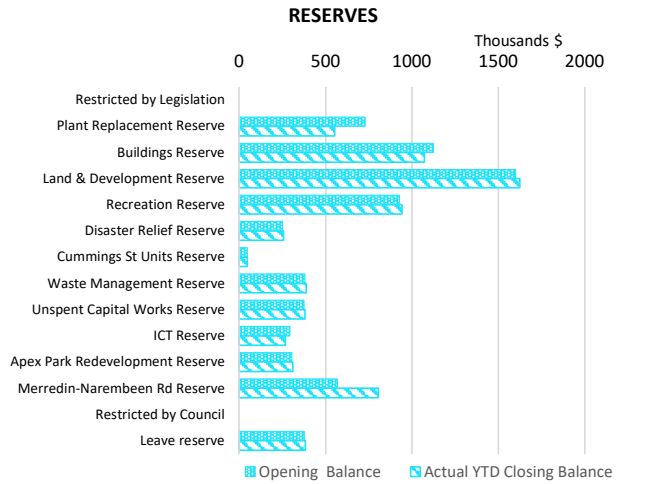 RESERVES
Thousands $
0 500 1000 1500 2000
Restricted by Legislation
Plant Replacement Reserve
Buildings Reserve
Land & Development Reserve
Recreation Reserve
Disaster Relief Reserve
Cummings St Units Reserve
Waste Management Reserve
Unspent Capital Works Reserve
ICT Reserve
Apex Park Redevelopment Reserve
Merredin-Narembeen Rd Reserve
Restricted by Council
Leave reserve
Opening Balance Actual YTD Closing Balance